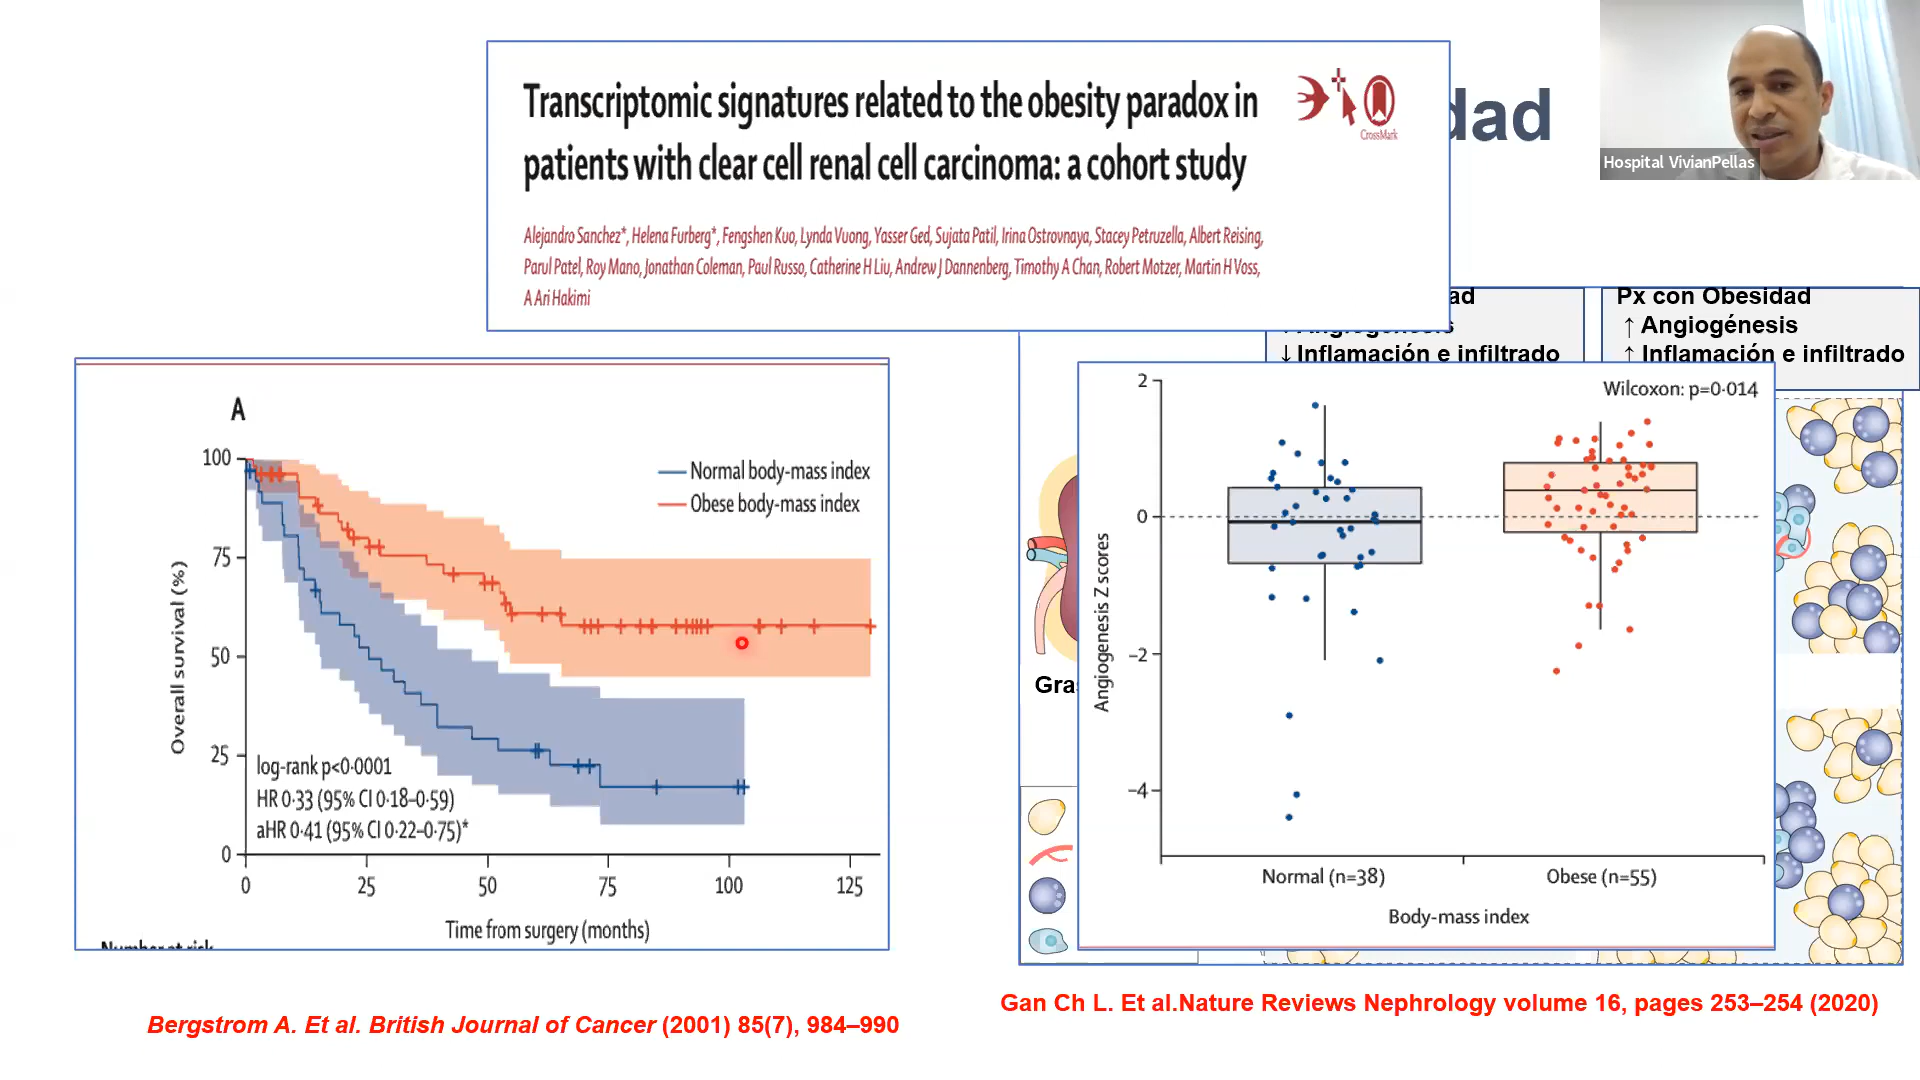 Transcriptomic signatures related to the obesity paradox in
patients with clear cell renal cell carcinoma: a cohort study
CrossMark
Alejandro Sanchez*, Helena Furberg*, Fengshen Kuo, Lynda Vuong, Yasser Ged, Sujata Patil, Irina Ostrovnaya, Stacey Petruzella, Albert Reising,
Parul Patel, Roy Mano, Jonathan Coleman, Paul Russo, Catherine H Liu, Andrew J Dannenberg, Timothy A Chan, Robert Motzer, Martin H Voss,
A Ari Hakimi
dad
Hospital VivianPellas
ad
↓ Inflamación e infiltrado
Px con Obesidad
↑ Angiogénesis
↑ Inflamación e infiltrado
A
Overall survival (%)
100
75
50
25
0
Normal body-mass index
Obese body-mass index
log-rank p<0·0001
HR 0·33 (95% CI 0·18–0·59)
aHR 0·41 (95% CI 0·22–0·75)*
0 25 50 75 100 125
Time from surgery (months)
Number at risk
Gra
Wilcoxon: p=0·014
Angiogenesis Z scores
2
0
–2
–4
Normal (n=38) Obese (n=55)
Body-mass index
Bergstrom A. Et al. British Journal of Cancer (2001) 85(7), 984–990
Gan Ch L. Et al.Nature Reviews Nephrology volume 16, pages 253–254 (2020)